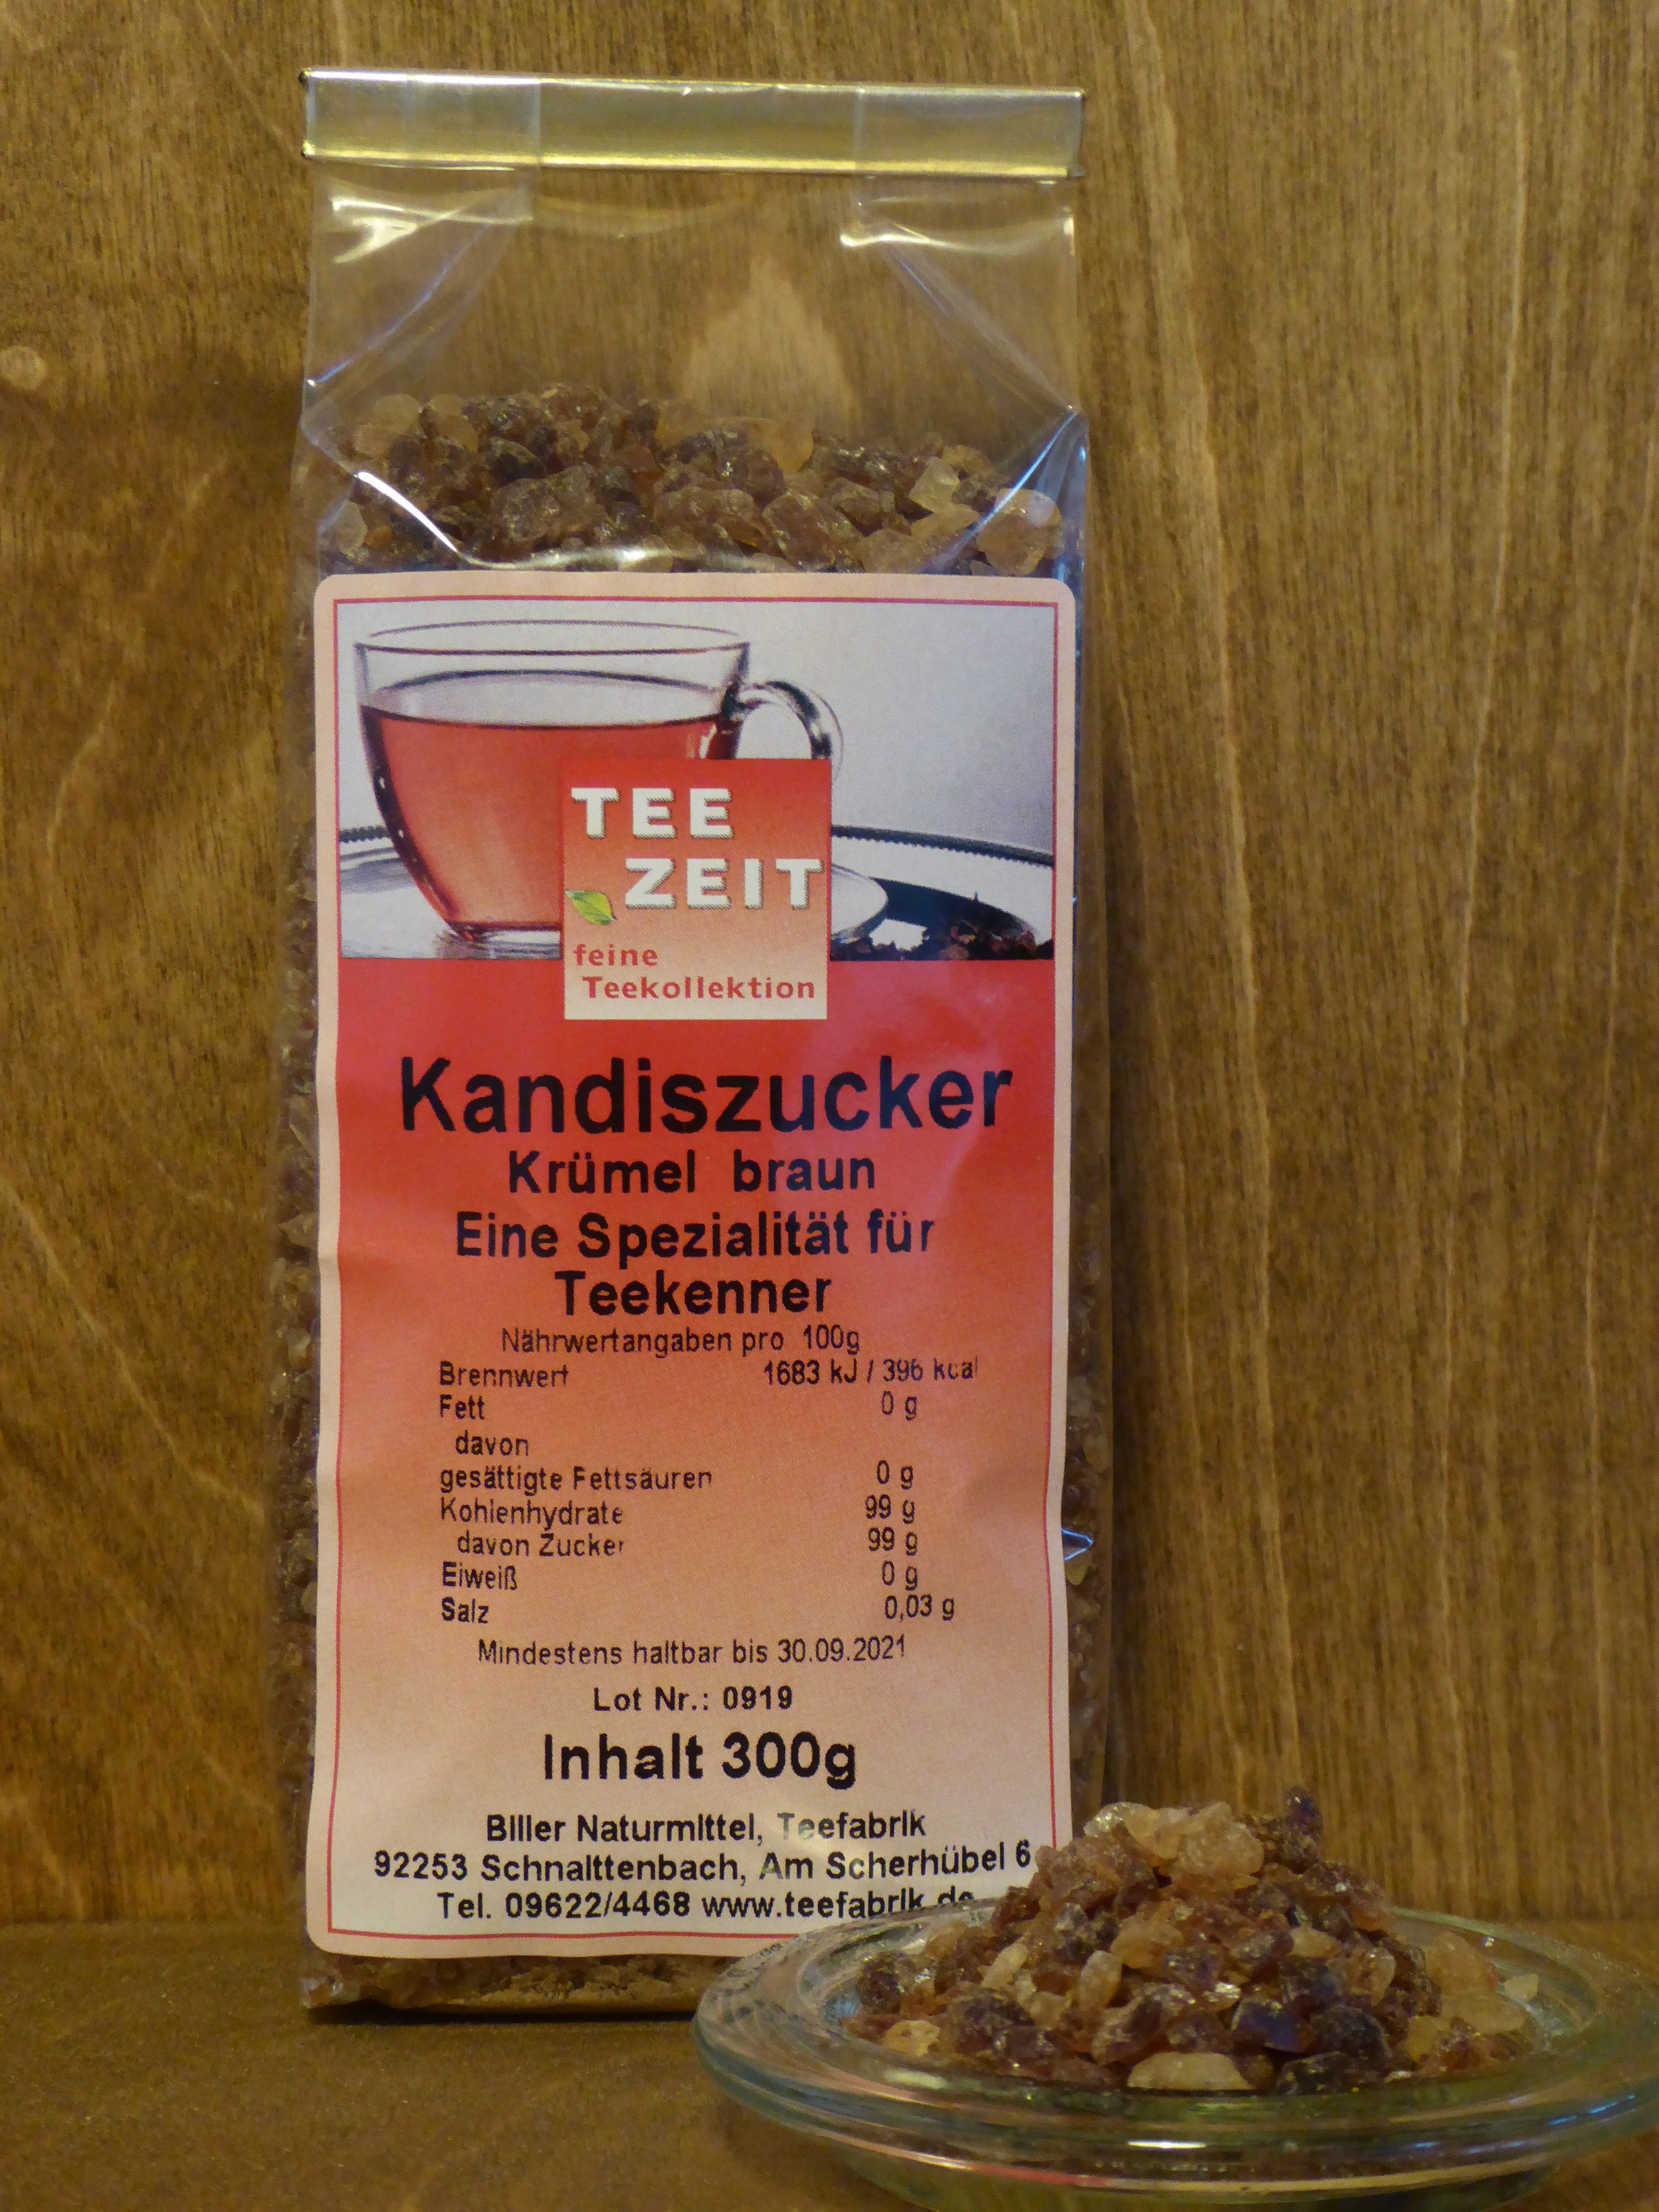 TEE
ZEIT
feine
Teekollektion
Kandiszucker
Krümel braun
Eine Spezialität für
Teekenner
Nährwertangaben pro 100g
Brennwert 1683 kJ / 396 kcal
Fett 0 g
davon
gesättigte Fettsäuren 0 g
Kohlenhydrate 99 g
davon Zucker 99 g
Eiweiß 0 g
Salz 0,03 g
Mindestens haltbar bis 30.09.2021
Lot Nr.: 0919
Inhalt 300g
Biller Naturmittel, Teefabrik
92253 Schnaittenbach, Am Scherhübel 6
Tel. 09622/4468 www.teefabrik.de